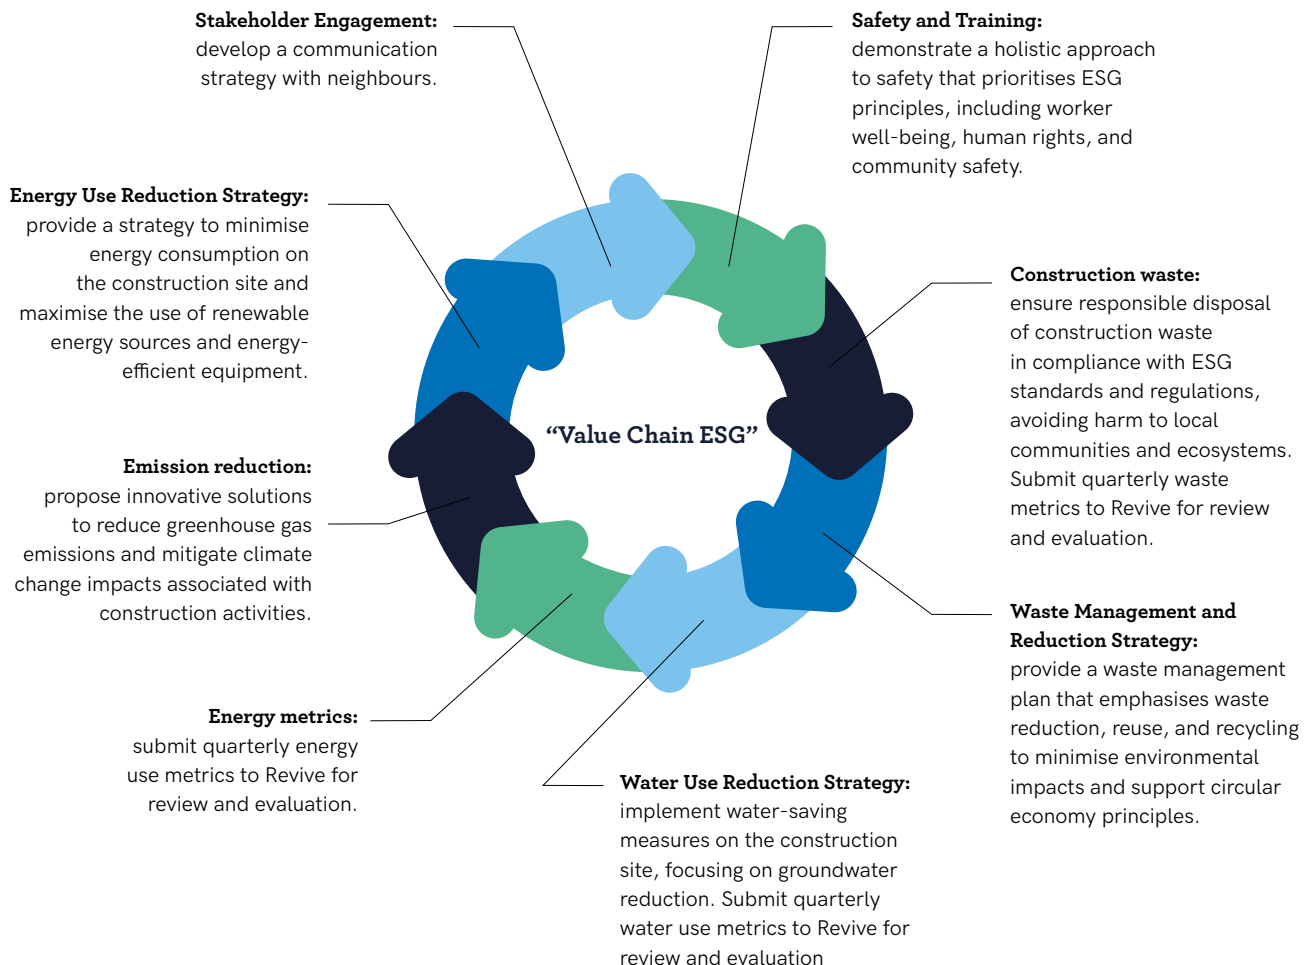 Stakeholder Engagement:
develop a communication
strategy with neighbours.
Safety and Training:
demonstrate a holistic approach
to safety that prioritises ESG
principles, including worker
well-being, human rights, and
community safety.
Energy Use Reduction Strategy:
provide a strategy to minimise
energy consumption on
the construction site and
maximise the use of renewable
energy sources and energy-
efficient equipment.
Construction waste:
ensure responsible disposal
of construction waste
in compliance with ESG
standards and regulations,
avoiding harm to local
communities and ecosystems.
Submit quarterly waste
metrics to Revive for review
and evaluation.
“Value Chain ESG”
Emission reduction:
propose innovative solutions
to reduce greenhouse gas
emissions and mitigate climate
change impacts associated with
construction activities.
Waste Management and
Reduction Strategy:
provide a waste management
plan that emphasises waste
reduction, reuse, and recycling
to minimise environmental
impacts and support circular
economy principles.
Energy metrics:
submit quarterly energy
use metrics to Revive for
review and evaluation.
Water Use Reduction Strategy:
implement water-saving
measures on the construction
site, focusing on groundwater
reduction. Submit quarterly
water use metrics to Revive for
review and evaluation